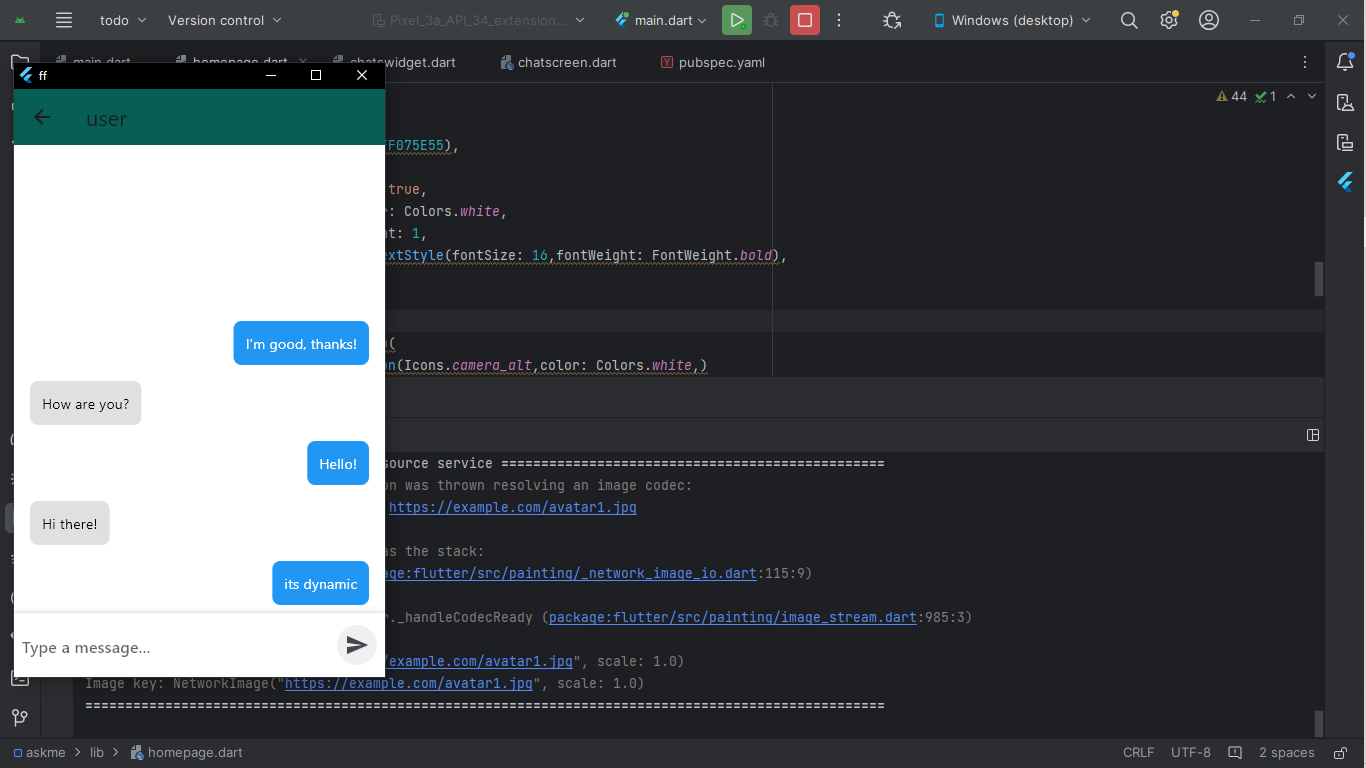 todo Version control Pixel_3a_API_34_extension... main.dart Windows (desktop)
main.dart homepage.dart chatswidget.dart chatscreen.dart pubspec.yaml
ff
44 1
user
FF075E55),
true,
: Colors.white,
nt: 1,
extStyle(fontSize: 16,fontWeight: FontWeight.bold),
(
on(Icons.camera_alt,color: Colors.white,)
I'm good, thanks!
How are you?
Hello!
Hi there!
its dynamic
Type a message...
source service ================================================
on was thrown resolving an image codec:
https://example.com/avatar1.jpg
as the stack:
age:flutter/src/painting/_network_image_io.dart:115:9)
r._handleCodecReady (package:flutter/src/painting/image_stream.dart:985:3)
/example.com/avatar1.jpg", scale: 1.0)
Image key: NetworkImage("https://example.com/avatar1.jpg", scale: 1.0)
====================================================================================================
askme > lib > homepage.dart CRLF UTF-8 2 spaces